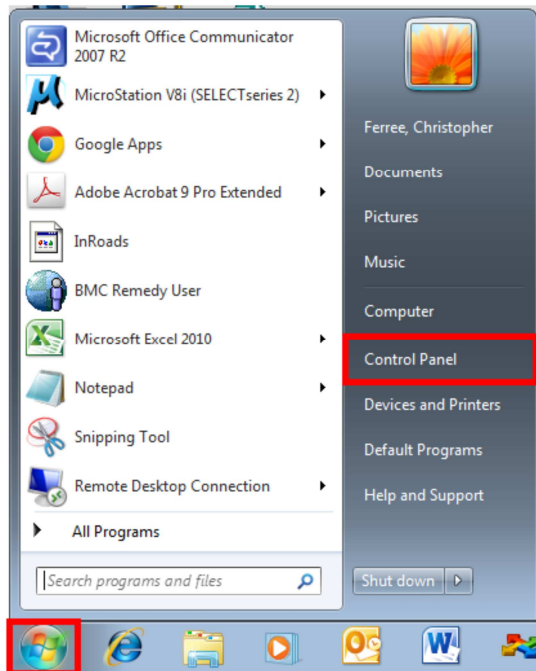 Microsoft Office Communicator
2007 R2
MicroStation V8i (SELECTseries 2)
Google Apps
Adobe Acrobat 9 Pro Extended
InRoads
BMC Remedy User
Microsoft Excel 2010
Notepad
Snipping Tool
Remote Desktop Connection
All Programs
Search programs and files
Ferree, Christopher
Documents
Pictures
Music
Computer
Control Panel
Devices and Printers
Default Programs
Help and Support
Shut down